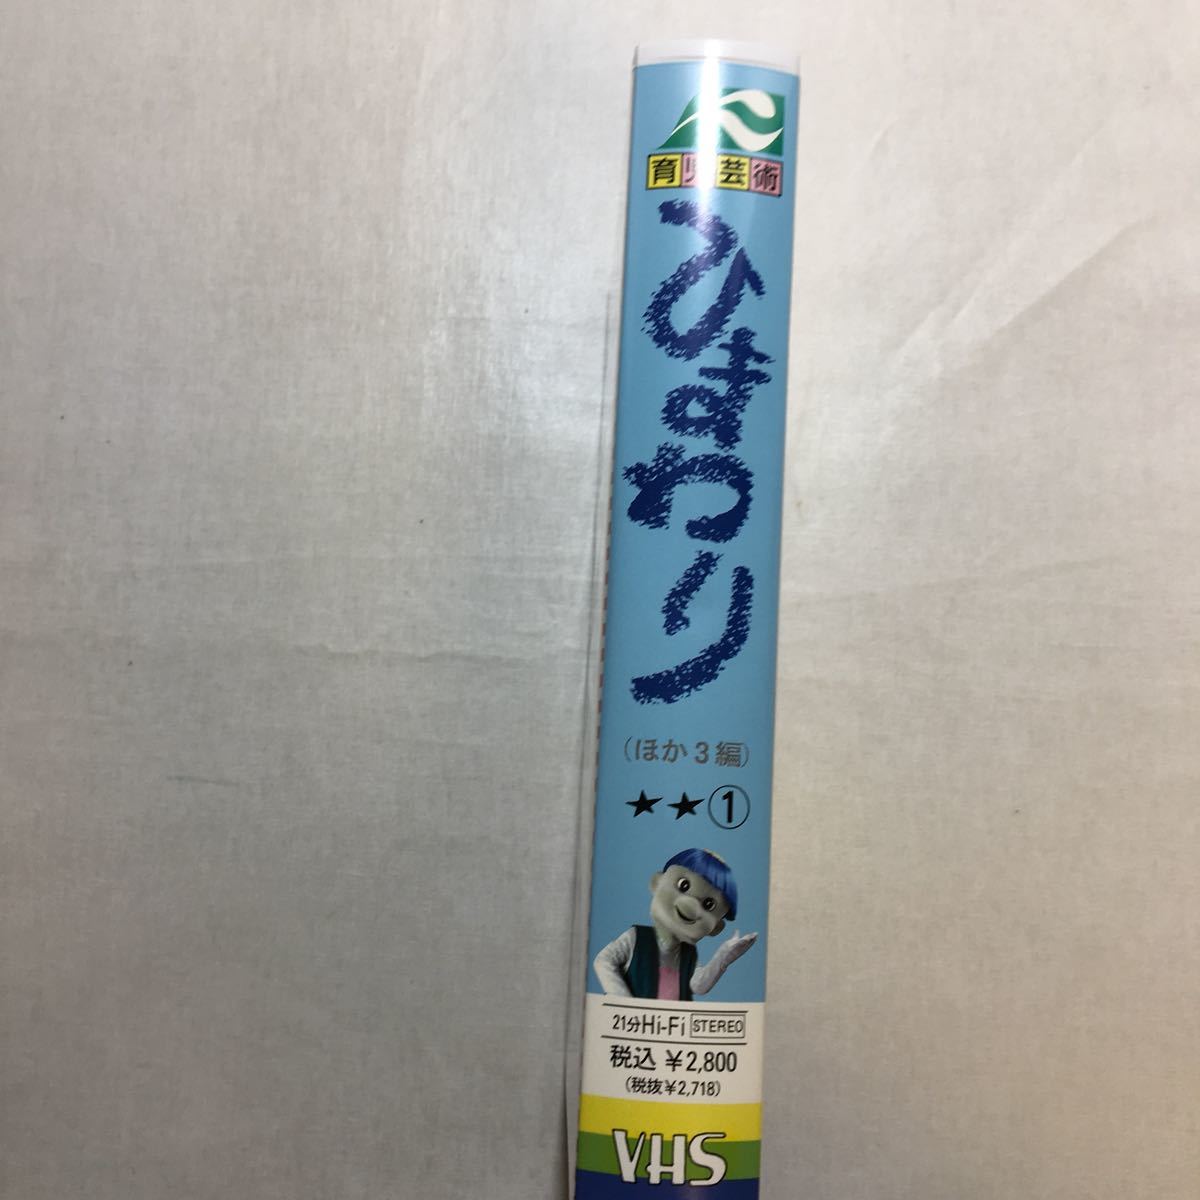 育児芸術
ひまわり
（ほか3編）
★★①
21分Hi-Fi STEREO
税込 ¥2,800
（税抜¥2,718）
VHS